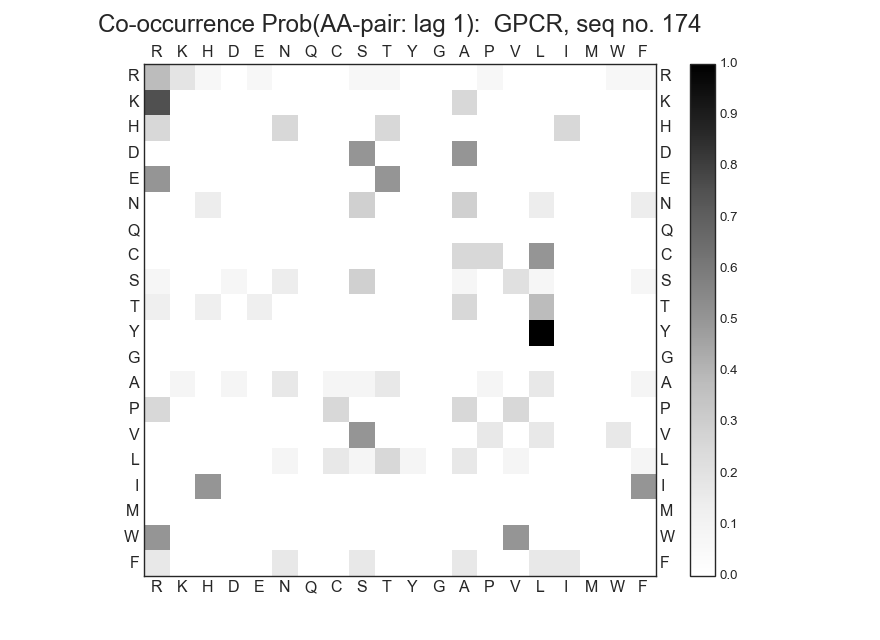 Co-occurrence Prob(AA-pair: lag 1):  GPCR, seq no. 174
R K H D E N Q C S T Y G A P V L I M W F
1.0
R R
0.9
K K
H H
0.8
D D
E E
0.7
N N
Q Q
0.6
C C
S S
0.5
T T
Y Y
0.4
G G
A A
0.3
P P
V V
0.2
L L
I I
0.1
M M
W W
F F
0.0
R K H D E N Q C S T Y G A P V L I M W F